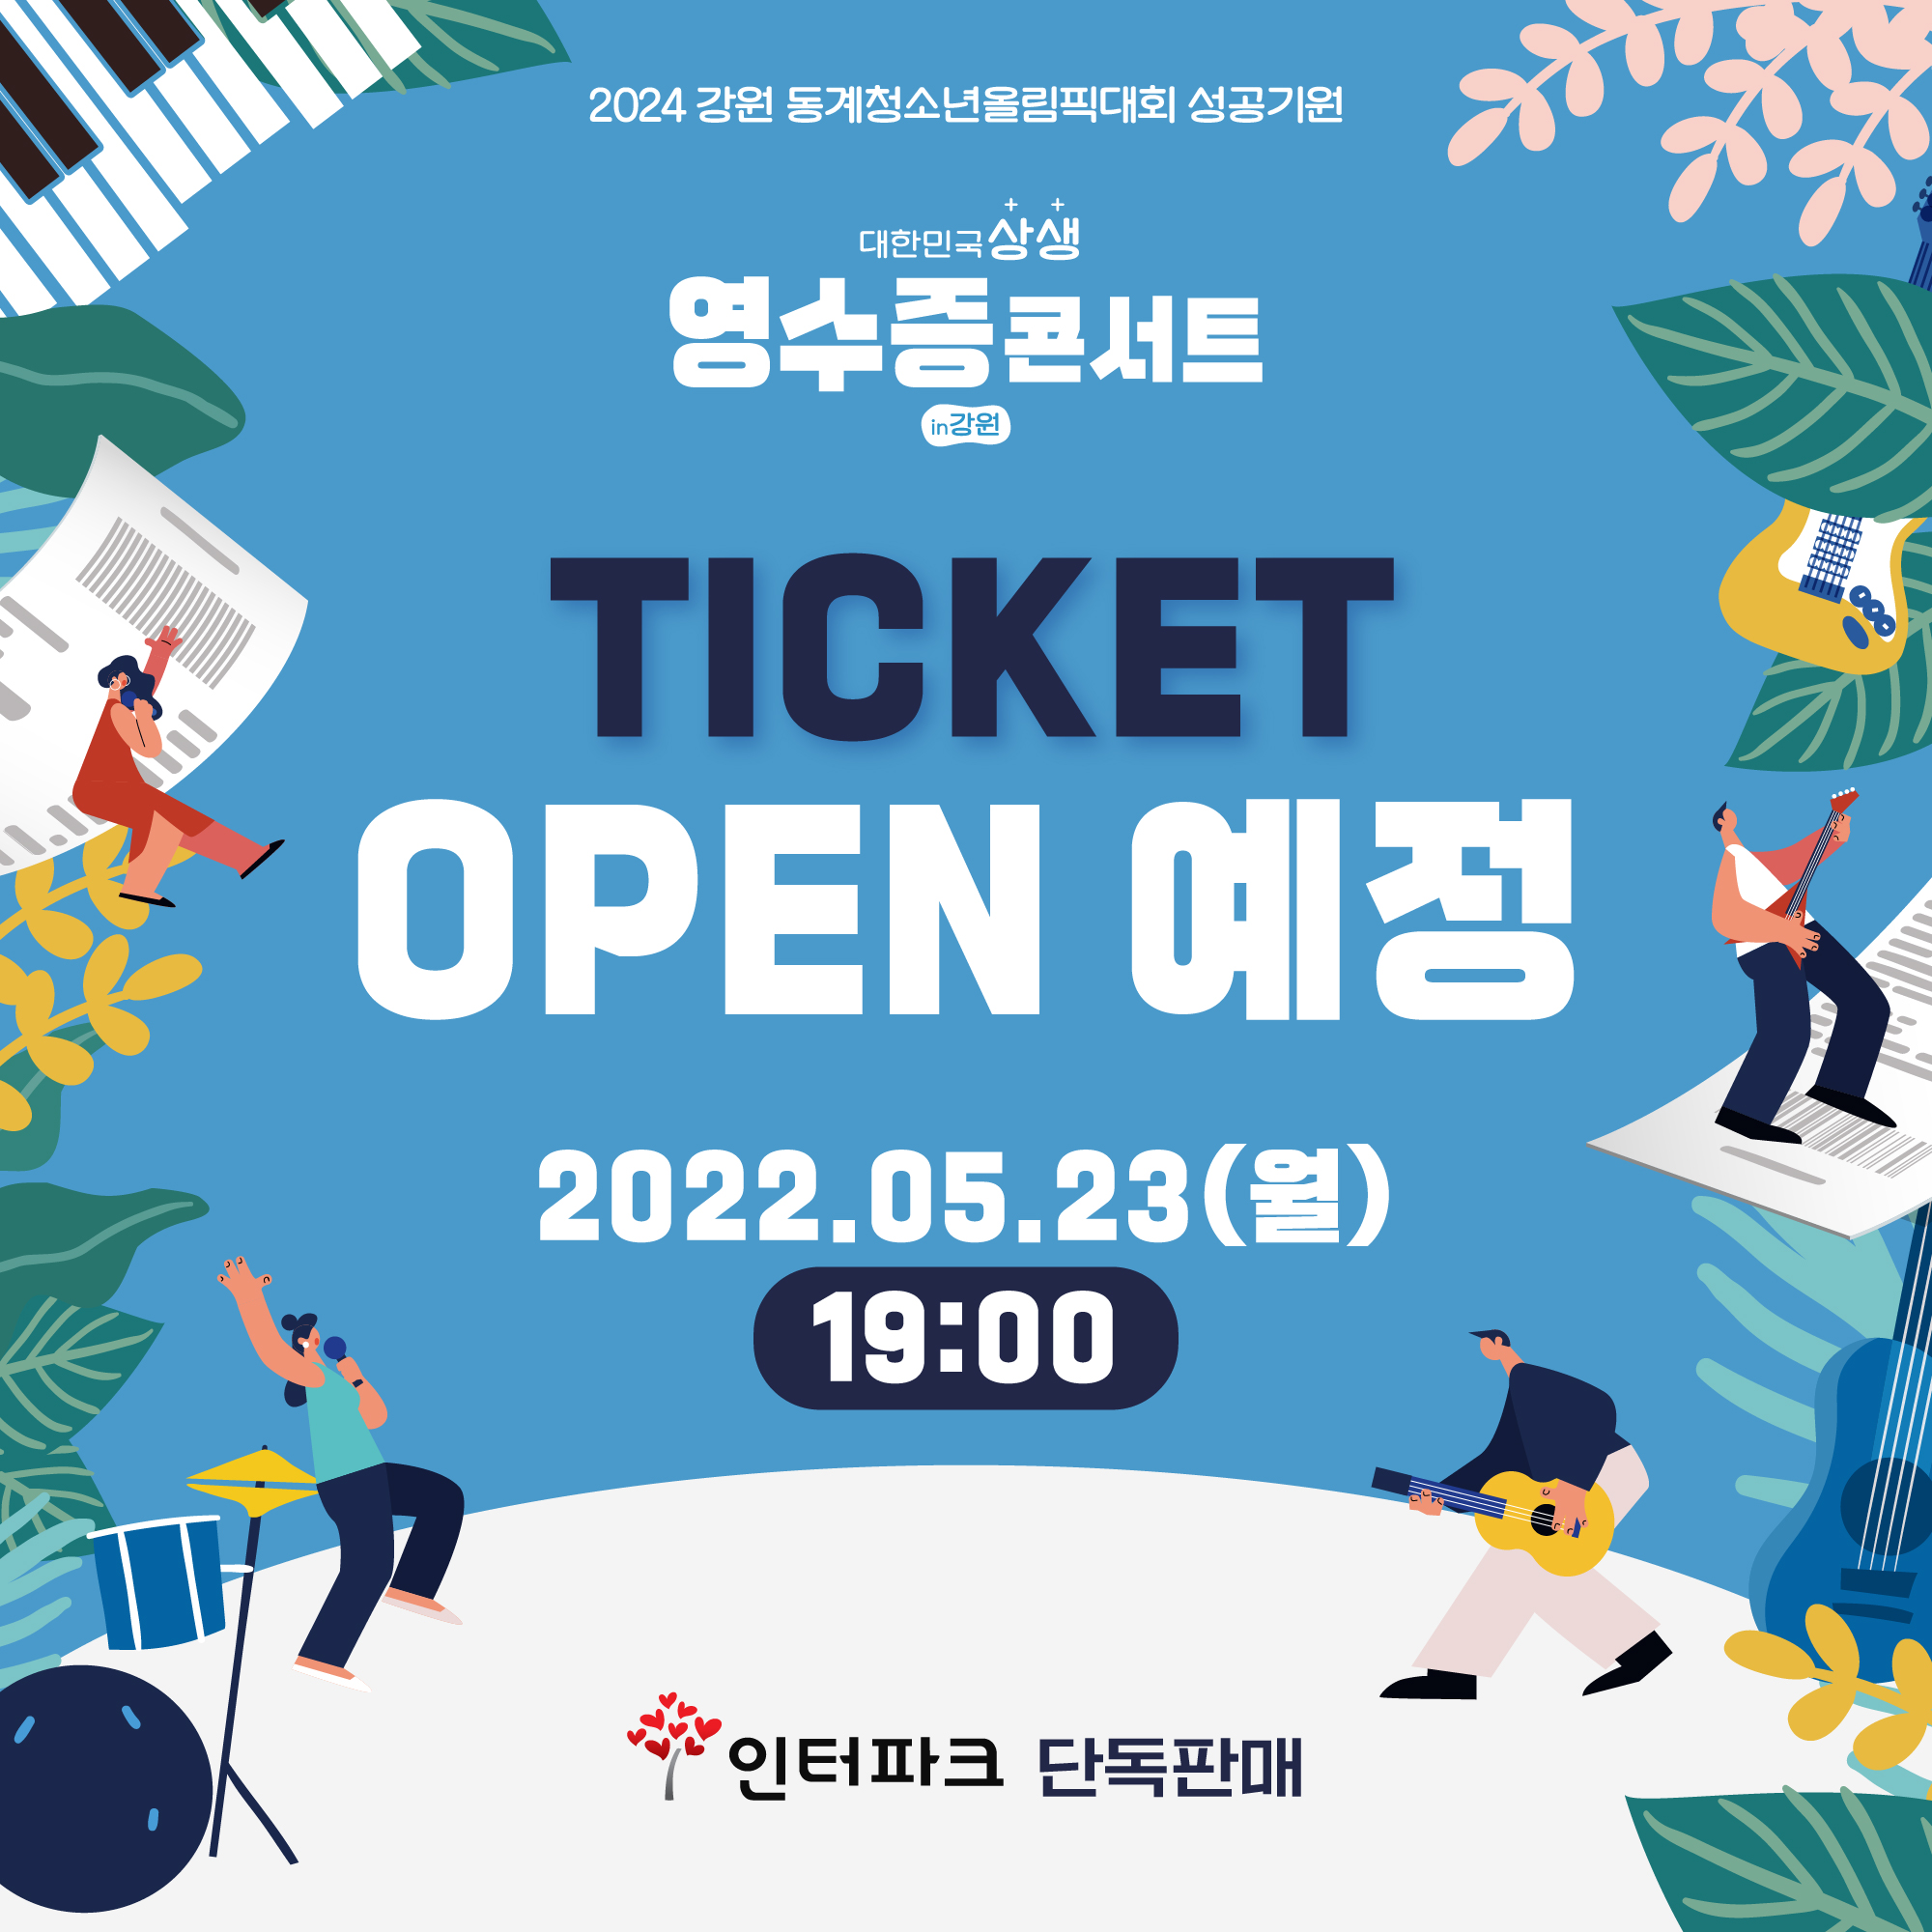 2024 강원 동계청소년올림픽대회 성공기원
대한민국상생
영수증콘서트
in강원
TICKET
OPEN 예정
2022.05.23(월)
19:00
인터파크 단독판매